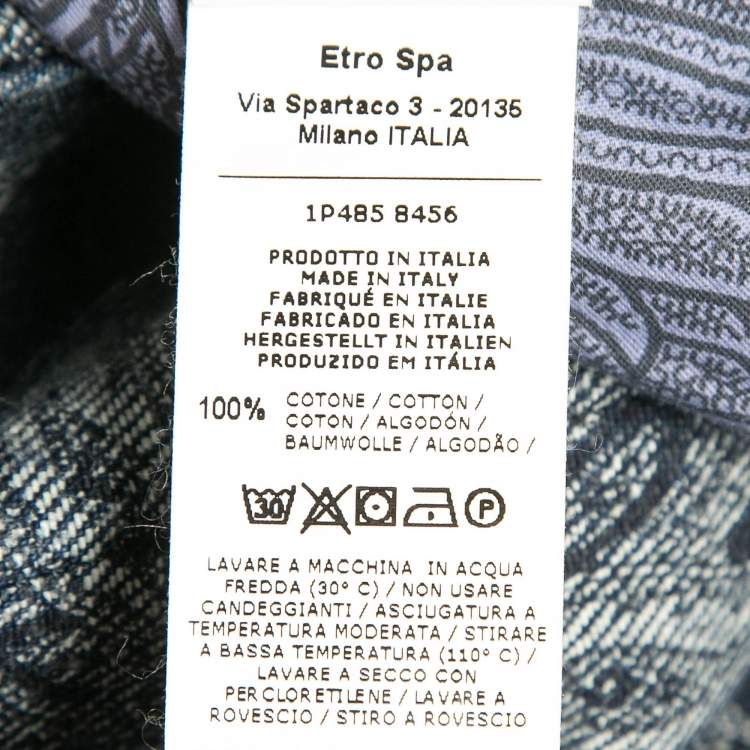 Etro Spa
Via Spartaco 3 - 20135
Milano ITALIA
1P485 8456
PRODOTTO IN ITALIA
MADE IN ITALY
FABRIQUÉ EN ITALIE
FABRICADO EN ITALIA
HERGESTELLT IN ITALIEN
PRODUZIDO EM ITÁLIA
100% COTONE / COTTON /
COTON / ALGODÓN /
BAUMWOLLE / ALGODÃO /
30 P
LAVARE A MACCHINA IN ACQUA
FREDDA (30° C) / NON USARE
CANDEGGIANTI / ASCIUGATURA A
TEMPERATURA MODERATA / STIRARE
A BASSA TEMPERATURA (110° C) /
LAVARE A SECCO CON
PERCLORETILENE / LAVARE A
ROVESCIO / STIRO A ROVESCIO